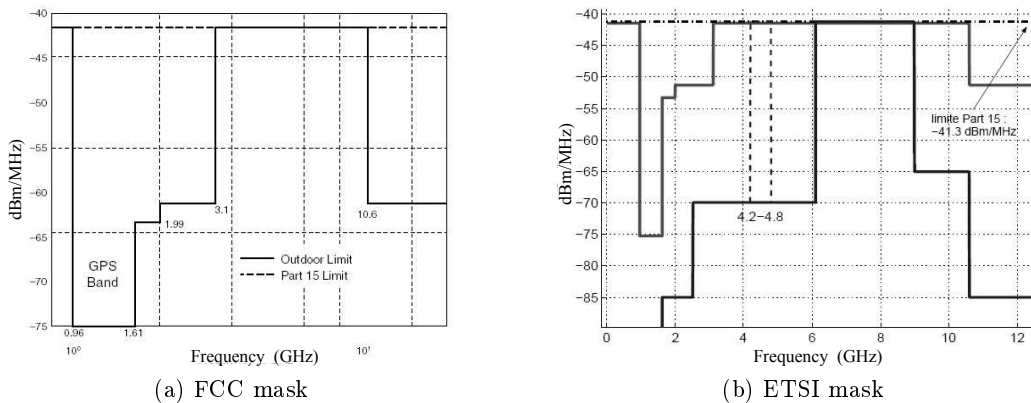 −40
−45
−50
−55
−60
−65
−70
−75
dBm/MHz)
0.96
1.61
1.99
3.1
10.6
GPS
Band
Outdoor Limit
Part 15 Limit
10⁰
10¹
Frequency (GHz)
(a) FCC mask
−40
−45
−50
−55
−60
−65
−70
−75
−80
−85
dBm/MHz)
limite Part 15 :
−41.3 dBm/MHz
4.2−4.8
0 2 4 6 8 10 12
Frequency (GHz)
(b) ETSI mask